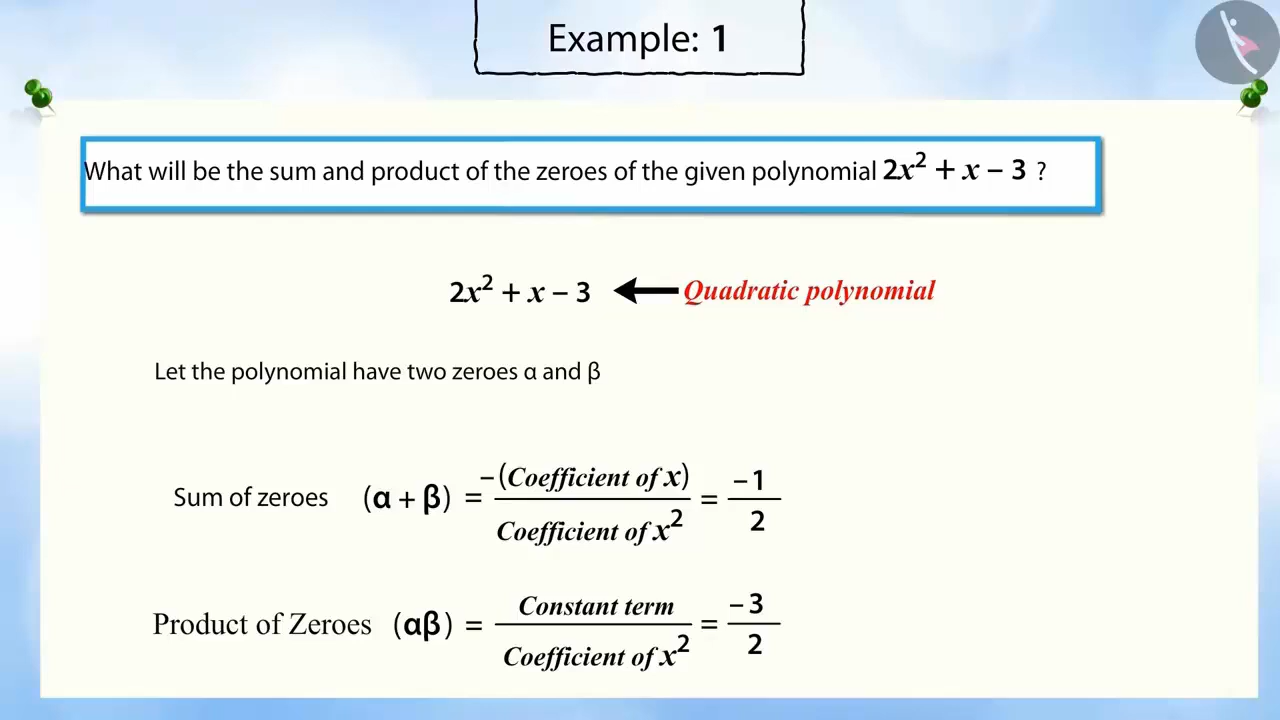 Example: 1
What will be the sum and product of the zeroes of the given polynomial 2x² + x – 3 ?
2x² + x – 3 ← Quadratic polynomial
Let the polynomial have two zeroes α and β
Sum of zeroes (α + β) = –(Coefficient of x) / Coefficient of x² = –1 / 2
Product of Zeroes (αβ) = Constant term / Coefficient of x² = –3 / 2